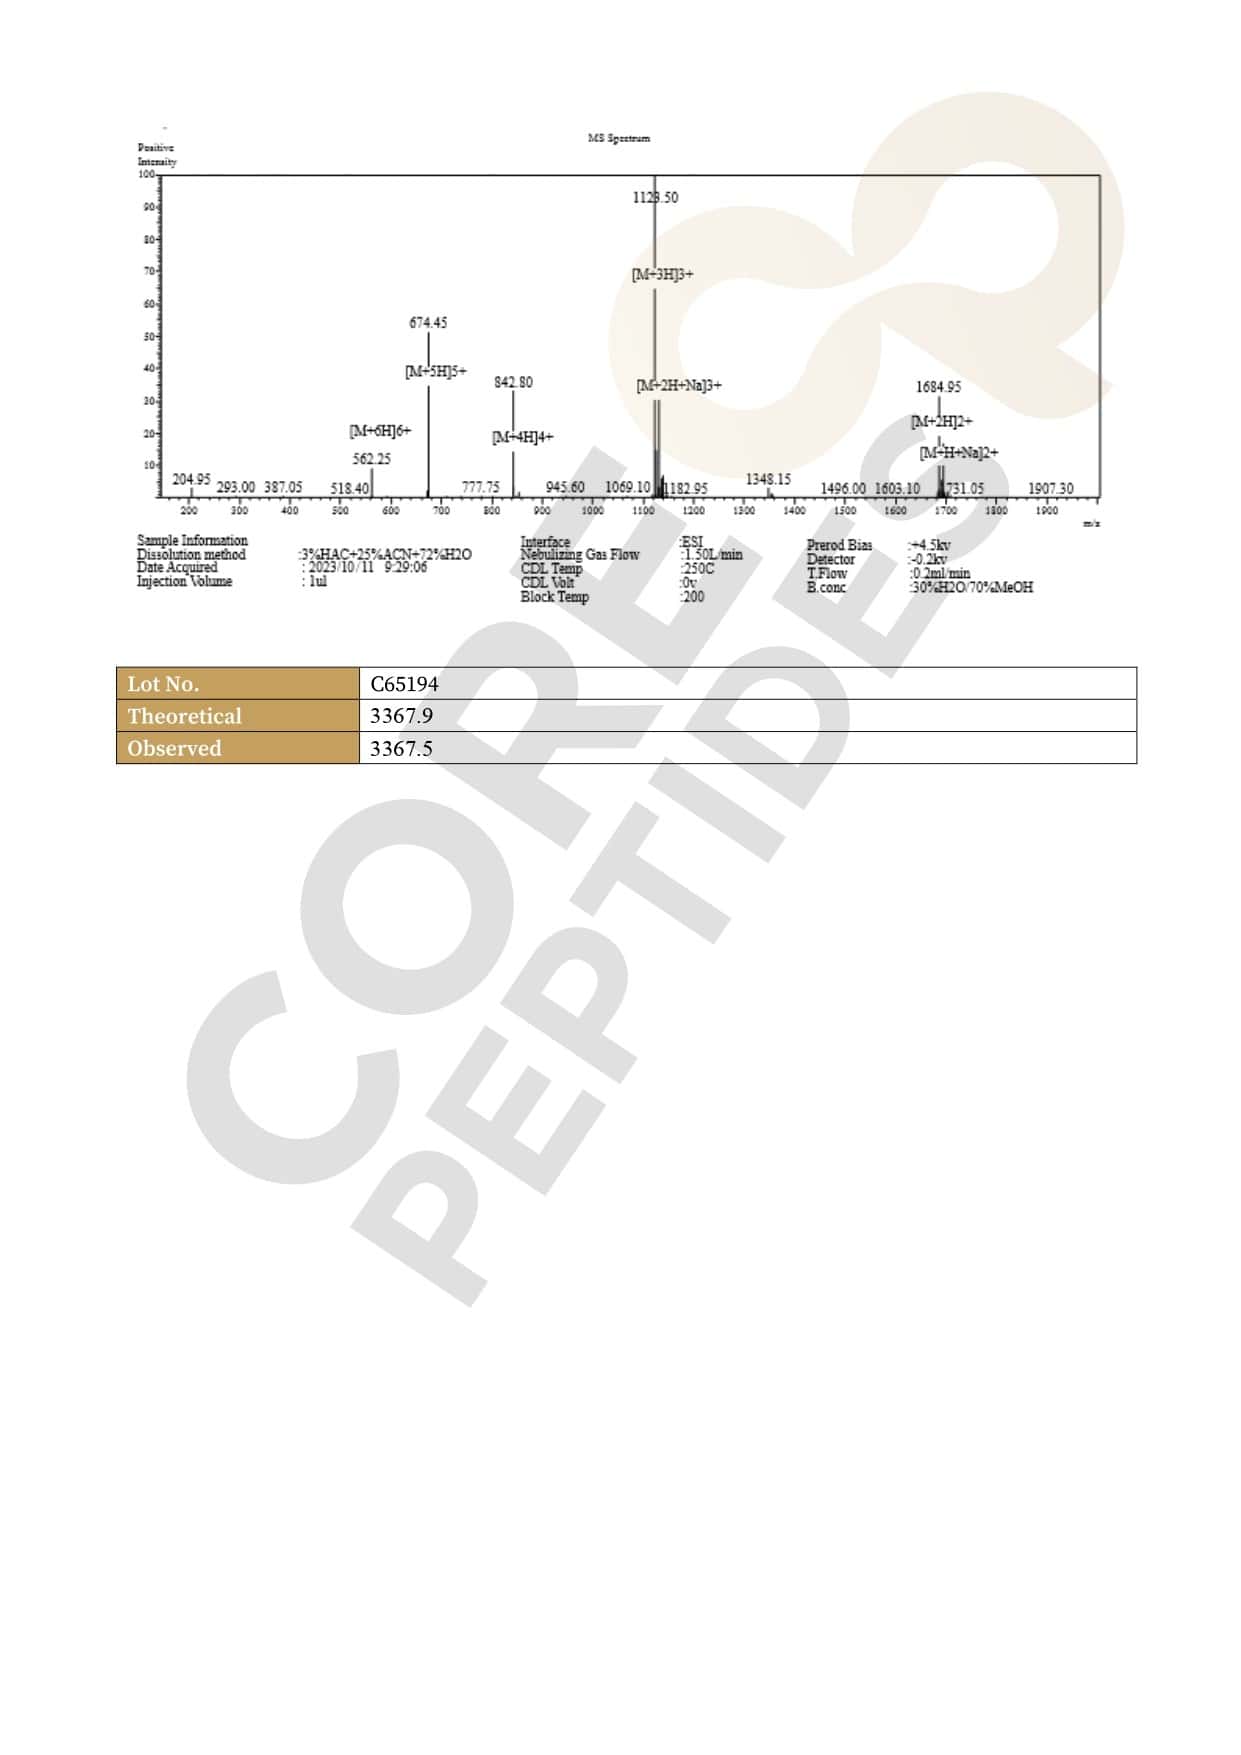 MS Spectrum
Positive
Intensity
100
90
80
70
60
50
40
30
20
10
1123.50
[M+3H]3+
674.45
[M+5H]5+
842.80
[M+2H+Na]3+
1684.95
[M+6H]6+
[M+4H]4+
[M+2H]2+
562.25
[M+H+Na]2+
204.95 293.00 387.05 518.40 777.75 945.60 1069.10 1182.95 1348.15 1496.00 1603.10 1731.05 1907.30
200 300 400 500 600 700 800 900 1000 1100 1200 1300 1400 1500 1600 1700 1800 1900
m/z
Sample Information
Dissolution method :3%HAC+25%ACN+72%H2O
Date Acquired : 2023/10/11 9:29:06
Injection Volume : 1ul
Interface :ESI
Nebulizing Gas Flow :1.50L/min
CDL Temp :250C
CDL Volt :0v
Block Temp :200
Prerod Bias :+4.5kv
Detector :-0.2kv
T.Flow :0.2ml/min
B.conc :30%H2O/70%MeOH
Lot No. C65194
Theoretical 3367.9
Observed 3367.5
CORE
PEPTIDES